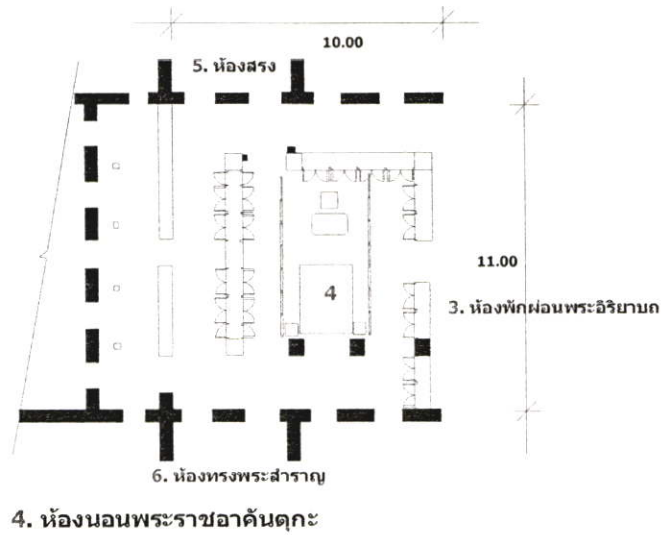 10.00
5. ห้องสรง
11.00
4
3. ห้องพักผ่อนพระอิริยาบถ
6. ห้องทรงพระสำราญ
4. ห้องนอนพระราชอาคันตุกะ